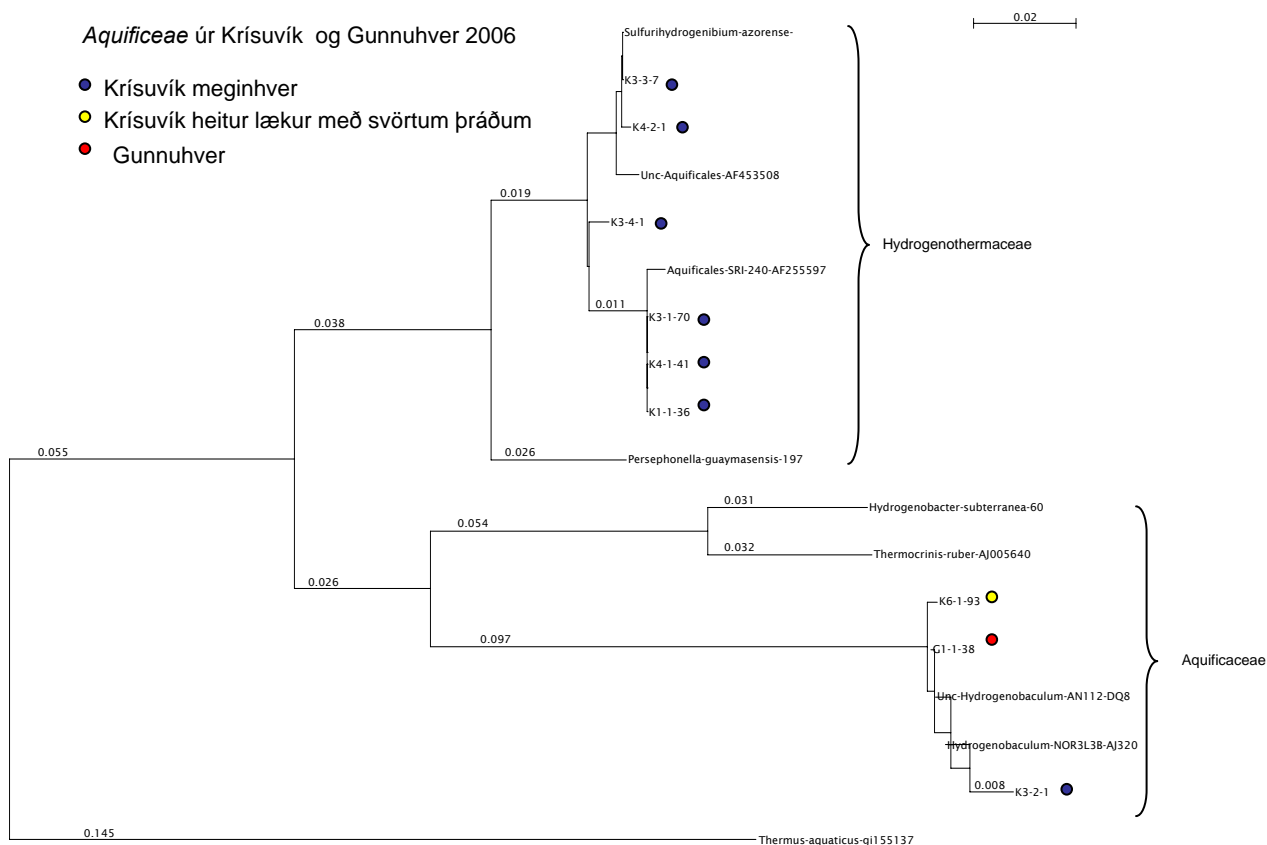 Aquificeae úr Krísuvík og Gunnuhver 2006
Krísuvík meginhver
Krísuvík heitur lækur með svörtum þráðum
Gunnuhver
0.02
Sulfurihydrogenibium-azorense-
K3-3-7
K4-2-1
Unc-Aquificales-AF453508
0.019
K3-4-1
Hydrogenothermaceae
Aquificales-SRI-240-AF255597
0.011
K3-1-70
0.038
K4-1-41
K1-1-36
0.055
0.026
Persephonella-guaymasensis-197
0.031
Hydrogenobacter-subterranea-60
0.054
0.032
Thermocrinis-ruber-AJ005640
0.026
K6-1-93
0.097
G1-1-38
Aquificaceae
Unc-Hydrogenobaculum-AN112-DQ8
Hydrogenobaculum-NOR3L3B-AJ320
0.008
K3-2-1
0.145
Thermus-aquaticus-gi155137